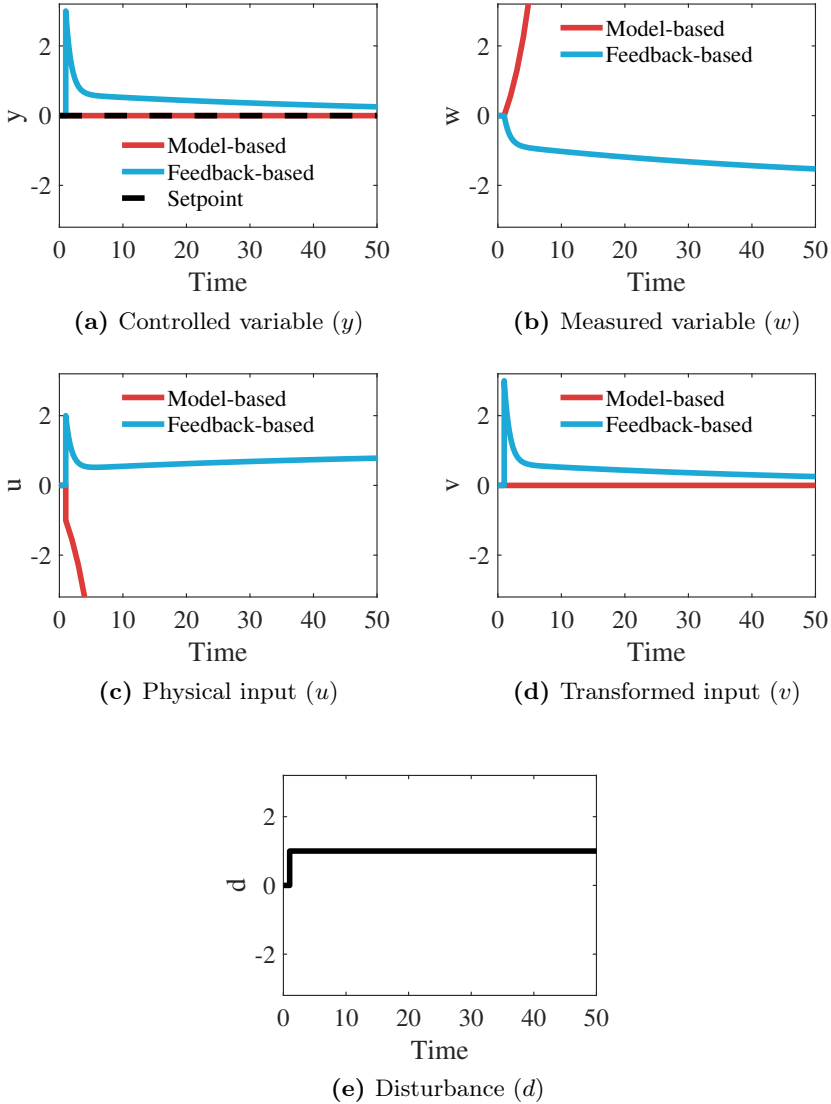 2
0
-2
y
0 10 20 30 40 50
Time
Model-based
Feedback-based
Setpoint
(a) Controlled variable (y)
2
0
-2
w
0 10 20 30 40 50
Time
Model-based
Feedback-based
(b) Measured variable (w)
2
0
-2
u
0 10 20 30 40 50
Time
Model-based
Feedback-based
(c) Physical input (u)
2
0
-2
v
0 10 20 30 40 50
Time
Model-based
Feedback-based
(d) Transformed input (v)
2
0
-2
d
0 10 20 30 40 50
Time
(e) Disturbance (d)